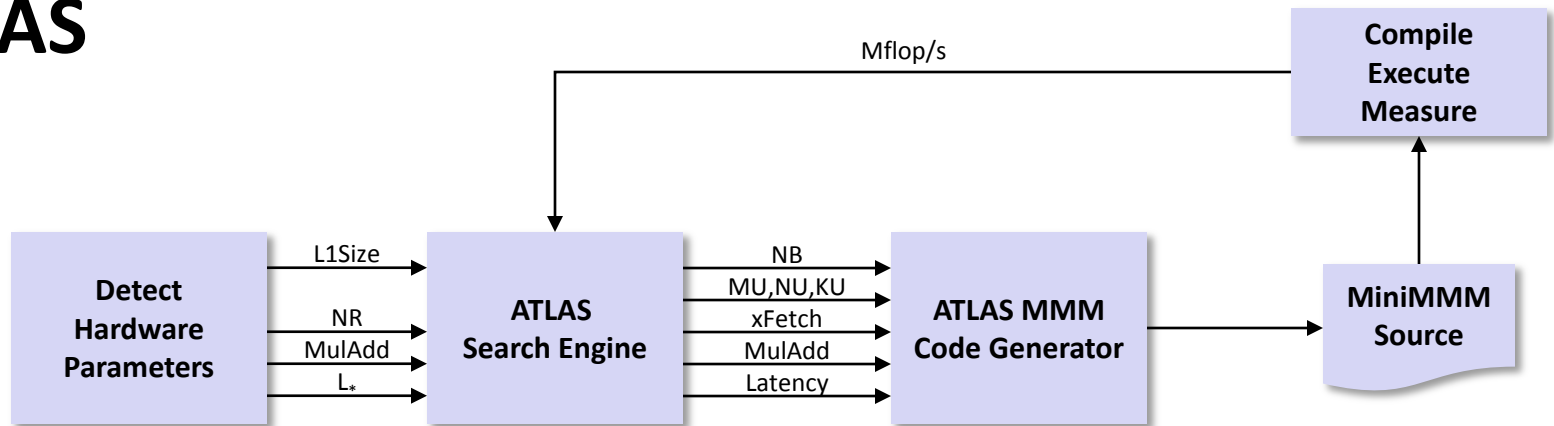 AS
Mflop/s
Compile
Execute
Measure
Detect
Hardware
Parameters
L1Size
NR
MulAdd
L*
ATLAS
Search Engine
NB
MU,NU,KU
xFetch
MulAdd
Latency
ATLAS MMM
Code Generator
MiniMMM
Source